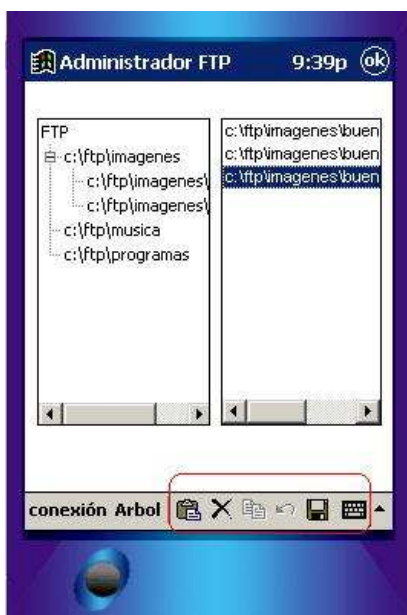 Administrador FTP 9:39p ok
FTP
c:\ftp\imagenes
c:\ftp\imagenes\
c:\ftp\imagenes\
c:\ftp\musica
c:\ftp\programas
c:\ftp\imagenes\buen
c:\ftp\imagenes\buen
c:\ftp\imagenes\buen
conexión Arbol